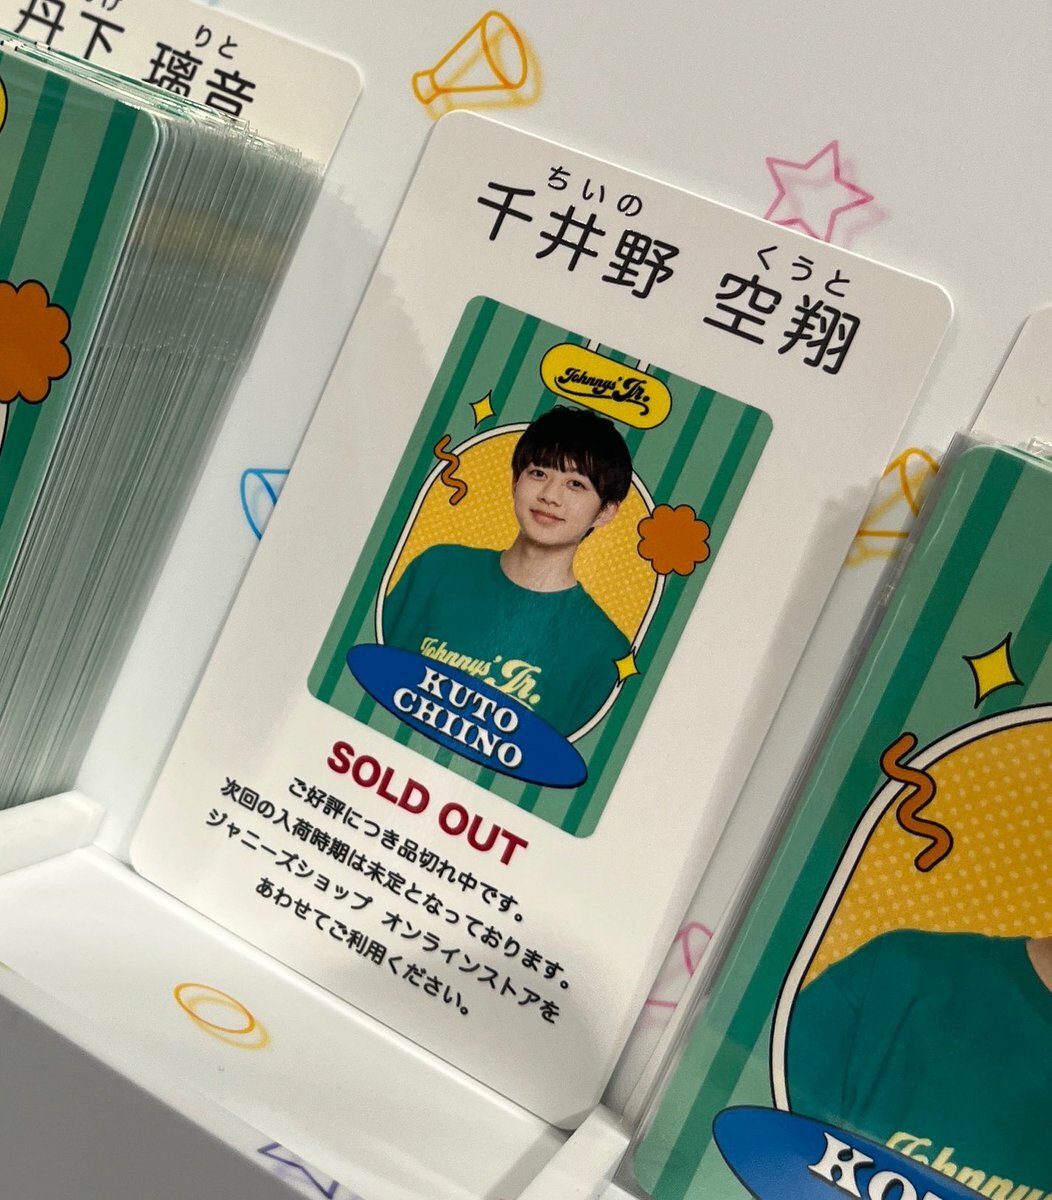 丹下 璃音
りと
ちいの くうと
千井野 空翔
Johnnys' Jr.
Johnnys' Jr.
KUTO
CHIINO
SOLD OUT
ご好評につき品切れ中です。
次回の入荷時期は未定となっております。
ジャニーズショップ オンラインストアを
あわせてご利用ください。
Johnny
KO